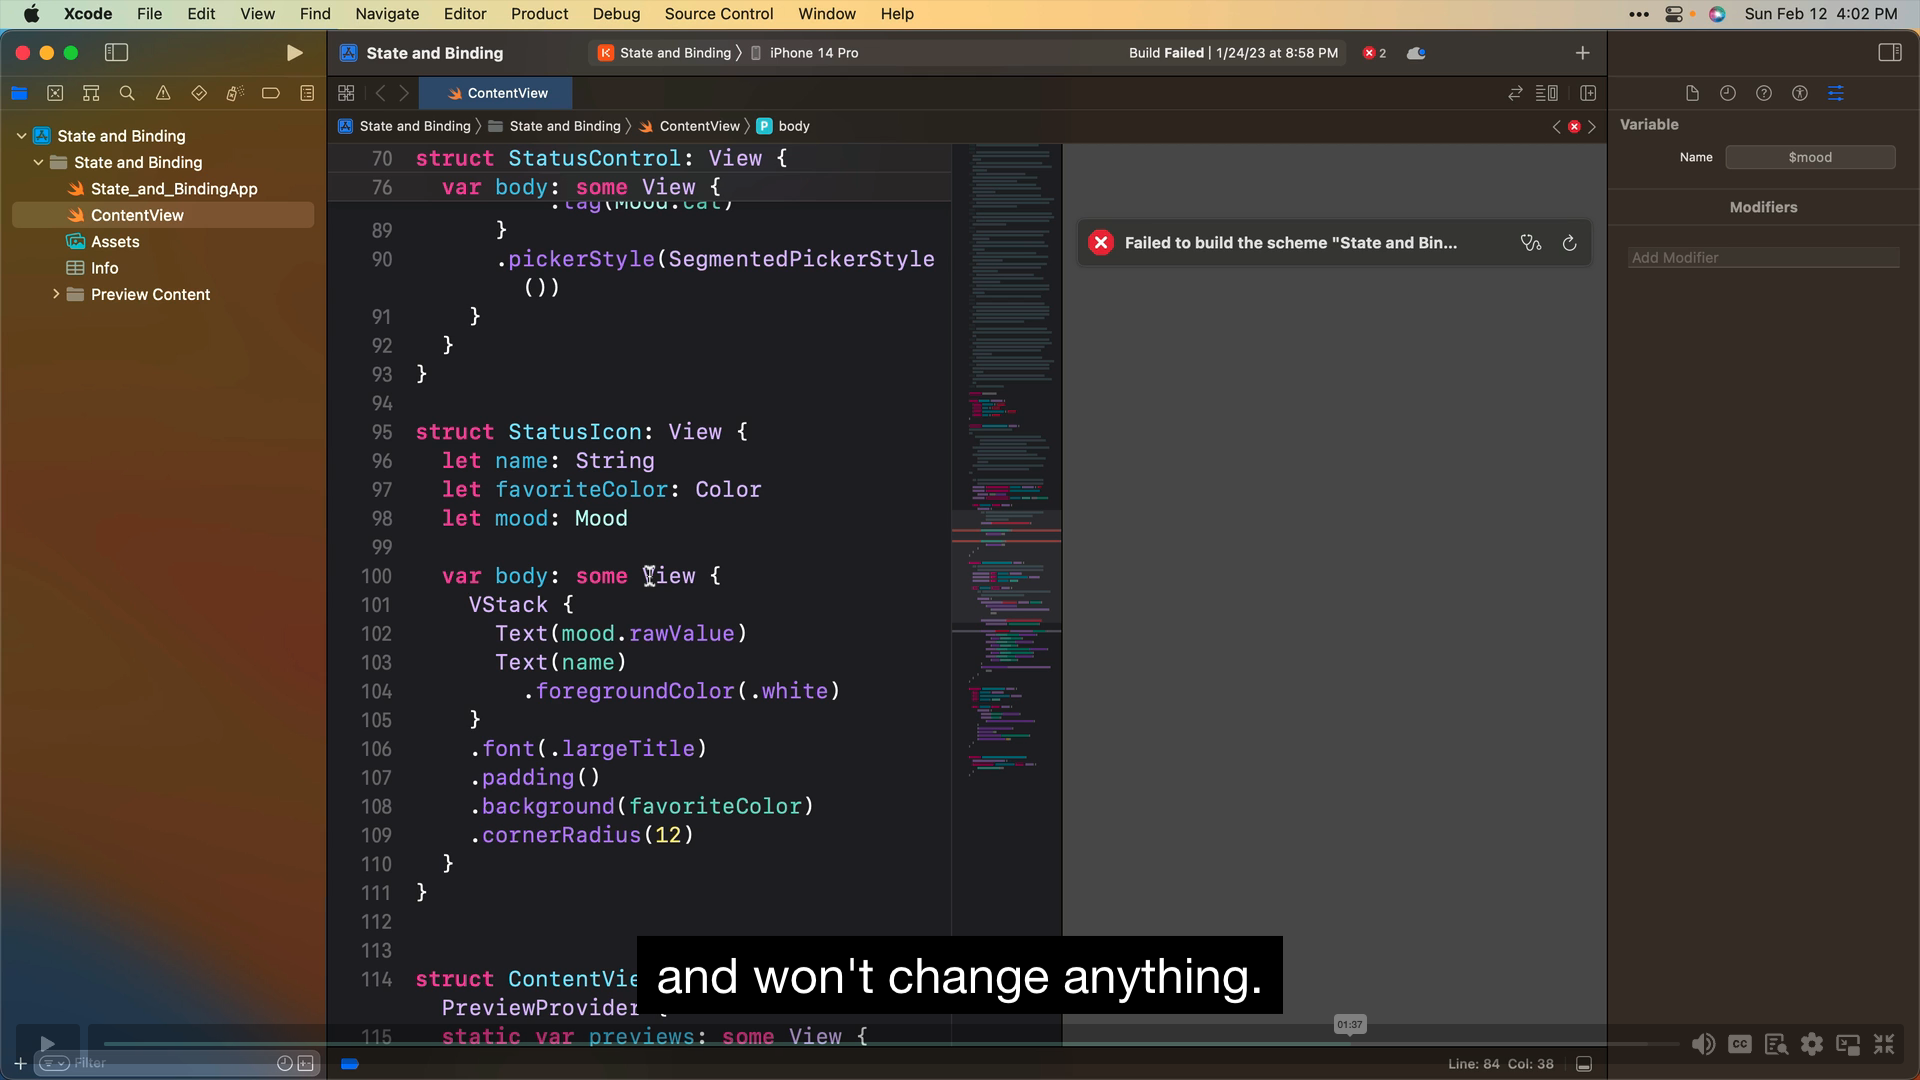 Xcode File Edit View Find Navigate Editor Product Debug Source Control Window Help Sun Feb 12 4:02 PM
State and Binding State and Binding iPhone 14 Pro Build Failed | 1/24/23 at 8:58 PM 2
ContentView
State and Binding State and Binding ContentView P body
State and Binding
State and Binding
State_and_BindingApp
ContentView
Assets
Info
Preview Content
Filter
70 struct StatusControl: View {
76 var body: some View {
.tag(Mood.cat)
89 }
90 .pickerStyle(SegmentedPickerStyle
())
91 }
92 }
93 }
94
95 struct StatusIcon: View {
96 let name: String
97 let favoriteColor: Color
98 let mood: Mood
99
100 var body: some View {
101 VStack {
102 Text(mood.rawValue)
103 Text(name)
104 .foregroundColor(.white)
105 }
106 .font(.largeTitle)
107 .padding()
108 .background(favoriteColor)
109 .cornerRadius(12)
110 }
111 }
112
113
114 struct ContentVie
PreviewProvider {
115 static var previews: some View {
and won't change anything.
Failed to build the scheme "State and Bin...
Variable
Name $mood
Modifiers
Add Modifier
01:37
CC
Line: 84 Col: 38